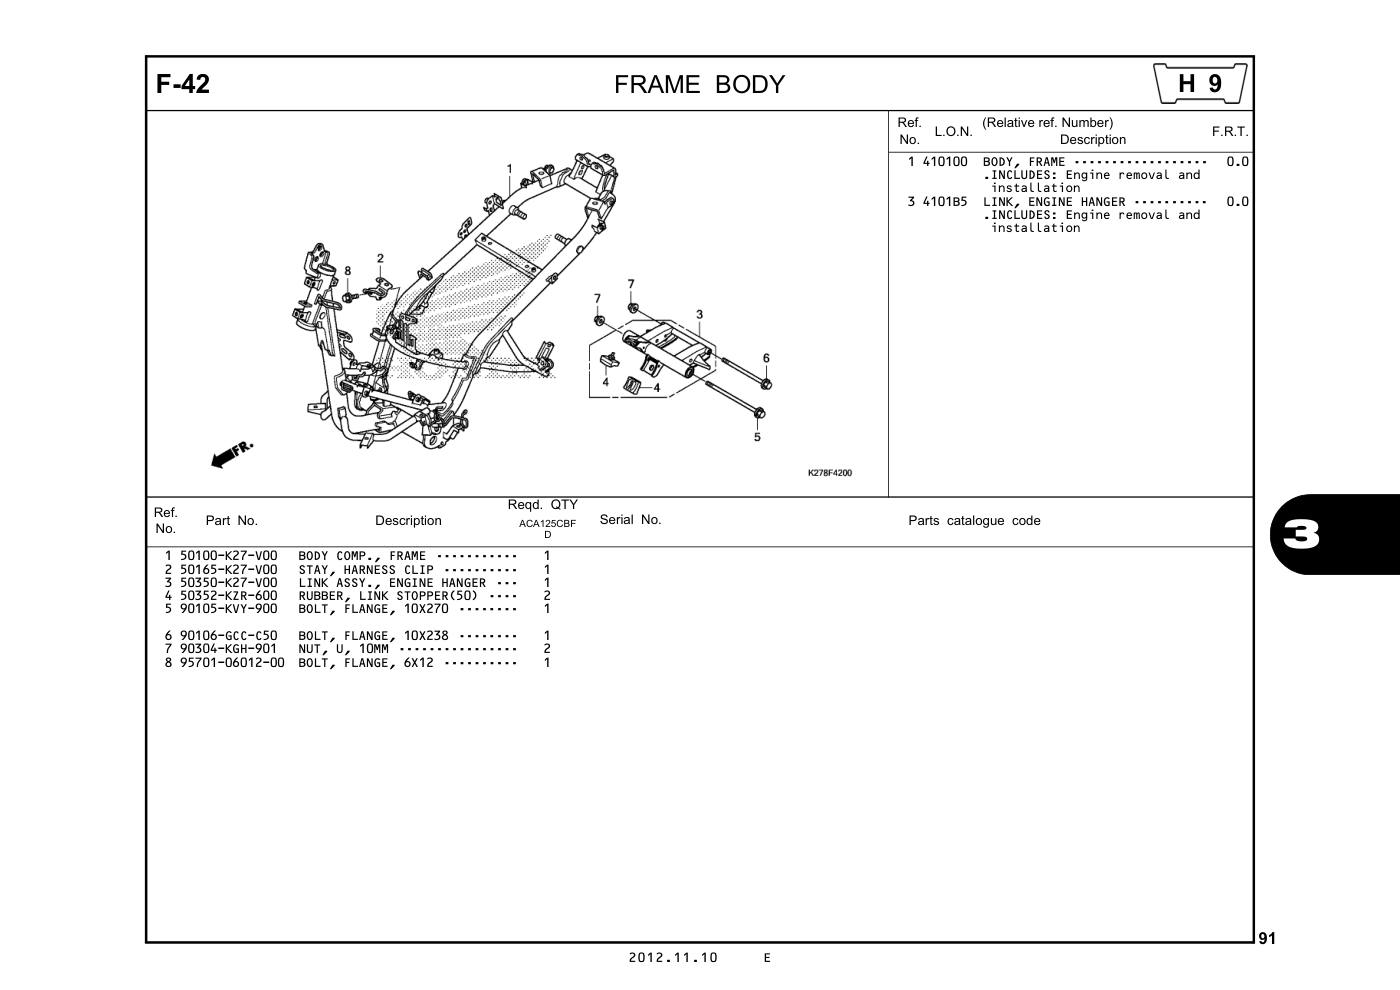 F-42
FRAME BODY
H 9
1
2
8
7
7
3
6
4
4
5
FR.
K278F4200
Ref. No. L.O.N. (Relative ref. Number) Description F.R.T.
1 410100 BODY, FRAME ------------------ 0.0
.INCLUDES: Engine removal and
installation
3 4101B5 LINK, ENGINE HANGER ---------- 0.0
.INCLUDES: Engine removal and
installation
Ref. No. Part No. Description Reqd. QTY ACA125CBF D Serial No. Parts catalogue code
1 50100-K27-V00 BODY COMP., FRAME ----------- 1
2 50165-K27-V00 STAY, HARNESS CLIP ---------- 1
3 50350-K27-V00 LINK ASSY., ENGINE HANGER --- 1
4 50352-KZR-600 RUBBER, LINK STOPPER(50) ---- 2
5 90105-KVY-900 BOLT, FLANGE, 10X270 -------- 1
6 90106-GCC-C50 BOLT, FLANGE, 10X238 -------- 1
7 90304-KGH-901 NUT, U, 10MM ---------------- 2
8 95701-06012-00 BOLT, FLANGE, 6X12 ---------- 1
3
91
2012.11.10 E